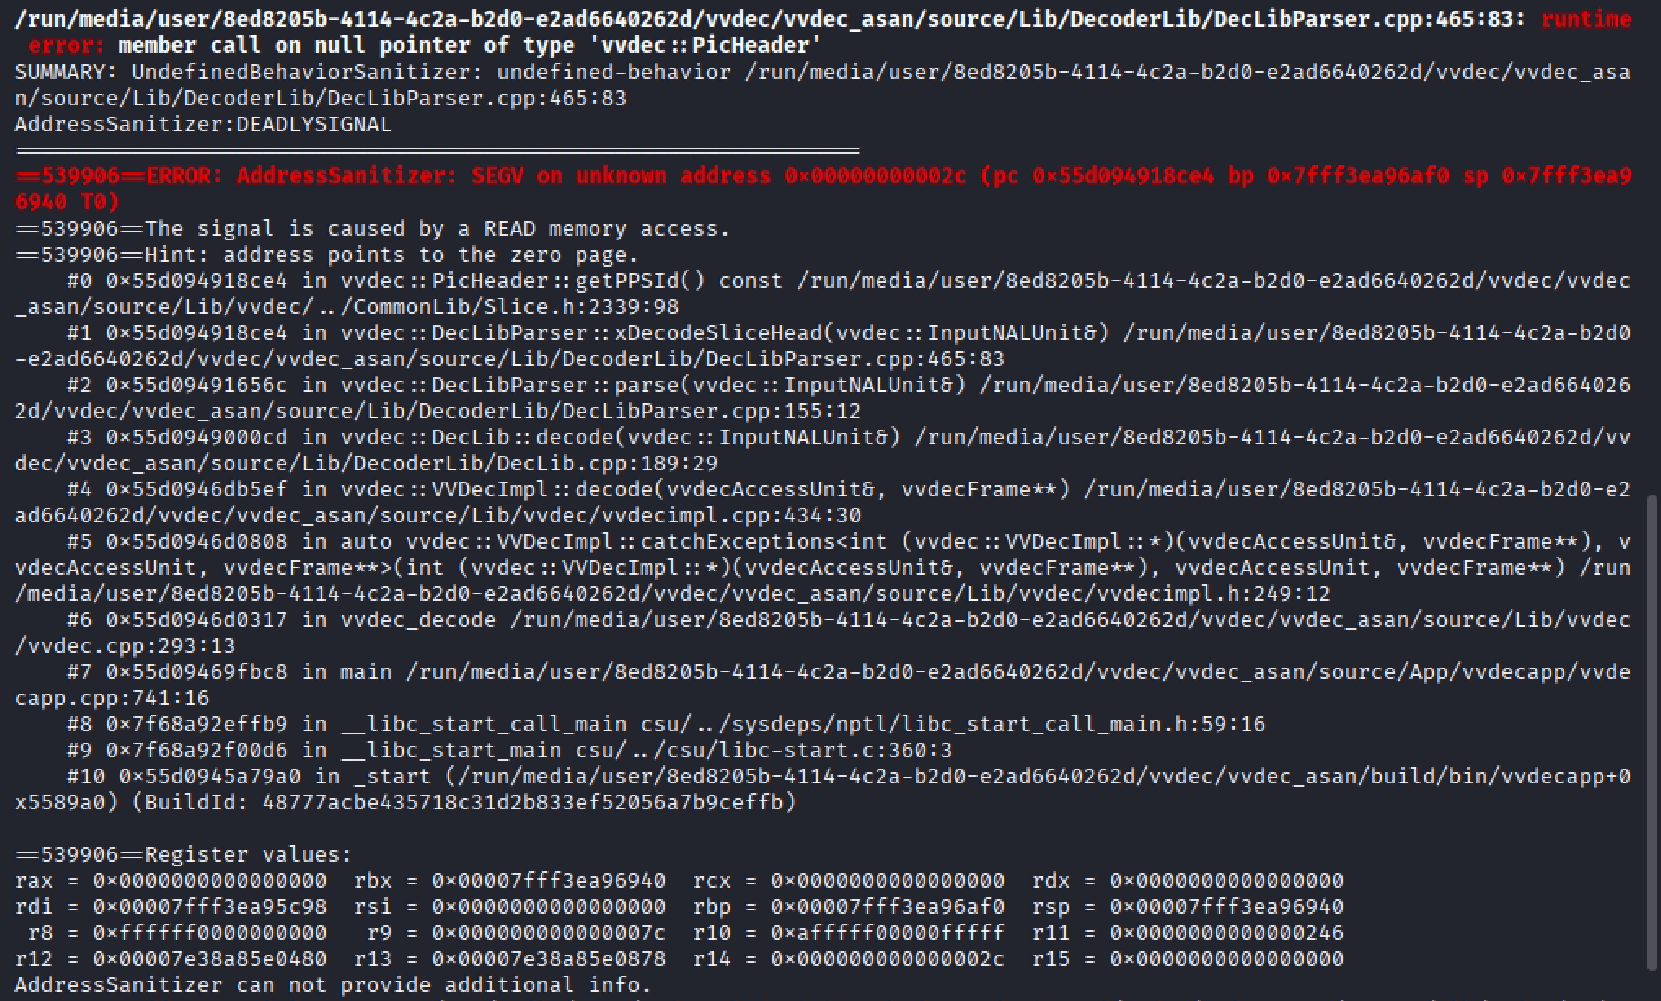 /run/media/user/8ed8205b-4114-4c2a-b2d0-e2ad6640262d/vvdec/vvdec_asan/source/Lib/DecoderLib/DecLibParser.cpp:465:83: runtime
 error: member call on null pointer of type 'vvdec::PicHeader'
SUMMARY: UndefinedBehaviorSanitizer: undefined-behavior /run/media/user/8ed8205b-4114-4c2a-b2d0-e2ad6640262d/vvdec/vvdec_asa
n/source/Lib/DecoderLib/DecLibParser.cpp:465:83
AddressSanitizer:DEADLYSIGNAL
=================================================================
==539906==ERROR: AddressSanitizer: SEGV on unknown address 0x00000000002c (pc 0x55d094918ce4 bp 0x7fff3ea96af0 sp 0x7fff3ea9
6940 T0)
==539906==The signal is caused by a READ memory access.
==539906==Hint: address points to the zero page.
    #0 0x55d094918ce4 in vvdec::PicHeader::getPPSId() const /run/media/user/8ed8205b-4114-4c2a-b2d0-e2ad6640262d/vvdec/vvdec
_asan/source/Lib/vvdec/../CommonLib/Slice.h:2339:98
    #1 0x55d094918ce4 in vvdec::DecLibParser::xDecodeSliceHead(vvdec::InputNALUnit&) /run/media/user/8ed8205b-4114-4c2a-b2d0
-e2ad6640262d/vvdec/vvdec_asan/source/Lib/DecoderLib/DecLibParser.cpp:465:83
    #2 0x55d09491656c in vvdec::DecLibParser::parse(vvdec::InputNALUnit&) /run/media/user/8ed8205b-4114-4c2a-b2d0-e2ad664026
2d/vvdec/vvdec_asan/source/Lib/DecoderLib/DecLibParser.cpp:155:12
    #3 0x55d0949000cd in vvdec::DecLib::decode(vvdec::InputNALUnit&) /run/media/user/8ed8205b-4114-4c2a-b2d0-e2ad6640262d/vv
dec/vvdec_asan/source/Lib/DecoderLib/DecLib.cpp:189:29
    #4 0x55d0946db5ef in vvdec::VVDecImpl::decode(vvdecAccessUnit&, vvdecFrame**) /run/media/user/8ed8205b-4114-4c2a-b2d0-e2
ad6640262d/vvdec/vvdec_asan/source/Lib/vvdec/vvdecimpl.cpp:434:30
    #5 0x55d0946d0808 in auto vvdec::VVDecImpl::catchExceptions<int (vvdec::VVDecImpl::*)(vvdecAccessUnit&, vvdecFrame**), v
vdecAccessUnit, vvdecFrame**>(int (vvdec::VVDecImpl::*)(vvdecAccessUnit&, vvdecFrame**), vvdecAccessUnit, vvdecFrame**) /run
/media/user/8ed8205b-4114-4c2a-b2d0-e2ad6640262d/vvdec/vvdec_asan/source/Lib/vvdec/vvdecimpl.h:249:12
    #6 0x55d0946d0317 in vvdec_decode /run/media/user/8ed8205b-4114-4c2a-b2d0-e2ad6640262d/vvdec/vvdec_asan/source/Lib/vvdec
/vvdec.cpp:293:13
    #7 0x55d09469fbc8 in main /run/media/user/8ed8205b-4114-4c2a-b2d0-e2ad6640262d/vvdec/vvdec_asan/source/App/vvdecapp/vvde
capp.cpp:741:16
    #8 0x7f68a92effb9 in __libc_start_call_main csu/../sysdeps/nptl/libc_start_call_main.h:59:16
    #9 0x7f68a92f00d6 in __libc_start_main csu/../csu/libc-start.c:360:3
    #10 0x55d0945a79a0 in _start (/run/media/user/8ed8205b-4114-4c2a-b2d0-e2ad6640262d/vvdec/vvdec_asan/build/bin/vvdecapp+0
x5589a0) (BuildId: 48777acbe435718c31d2b833ef52056a7b9ceffb)

==539906==Register values:
rax = 0x0000000000000000  rbx = 0x00007fff3ea96940  rcx = 0x0000000000000000  rdx = 0x0000000000000000
rdi = 0x00007fff3ea95c98  rsi = 0x0000000000000000  rbp = 0x00007fff3ea96af0  rsp = 0x00007fff3ea96940
 r8 = 0xffffff0000000000   r9 = 0x000000000000007c  r10 = 0xafffff00000fffff  r11 = 0x0000000000000246
r12 = 0x00007e38a85e0480  r13 = 0x00007e38a85e0878  r14 = 0x000000000000002c  r15 = 0x0000000000000000
AddressSanitizer can not provide additional info.